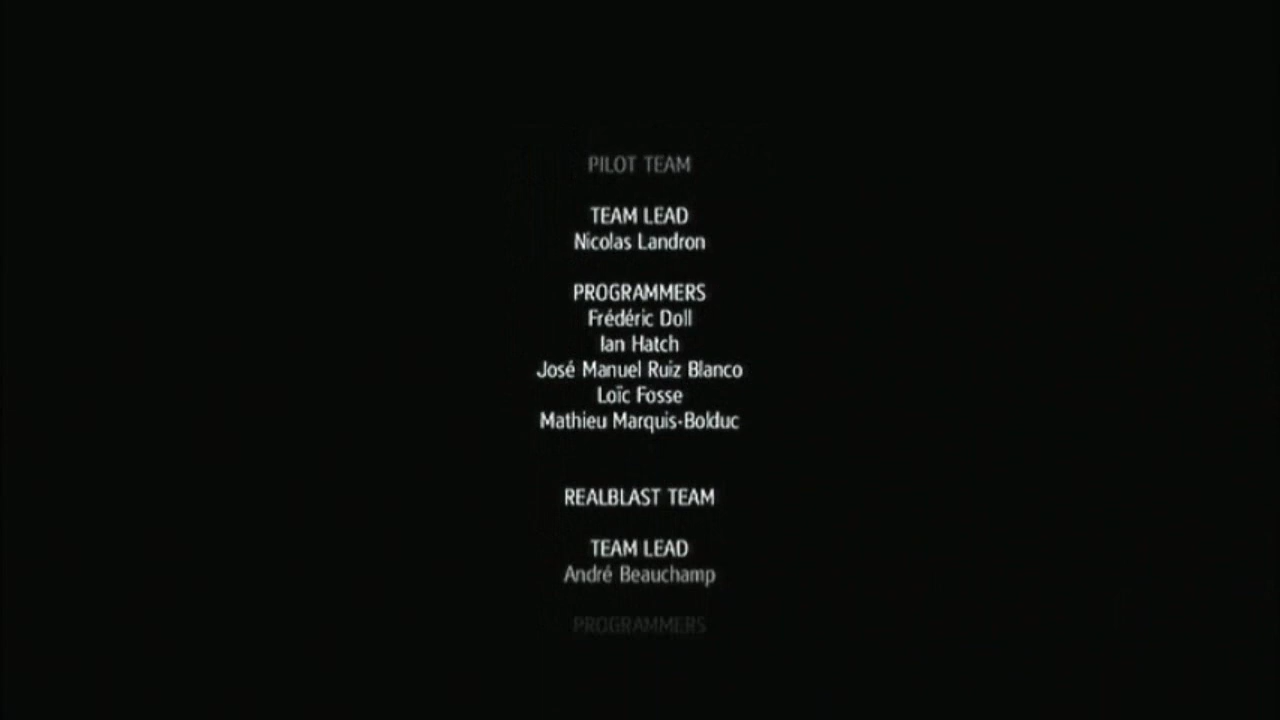 PILOT TEAM
TEAM LEAD
Nicolas Landron
PROGRAMMERS
Frédéric Doll
Ian Hatch
José Manuel Ruiz Blanco
Loïc Fosse
Mathieu Marquis-Bolduc
REALBLAST TEAM
TEAM LEAD
André Beauchamp
PROGRAMMERS